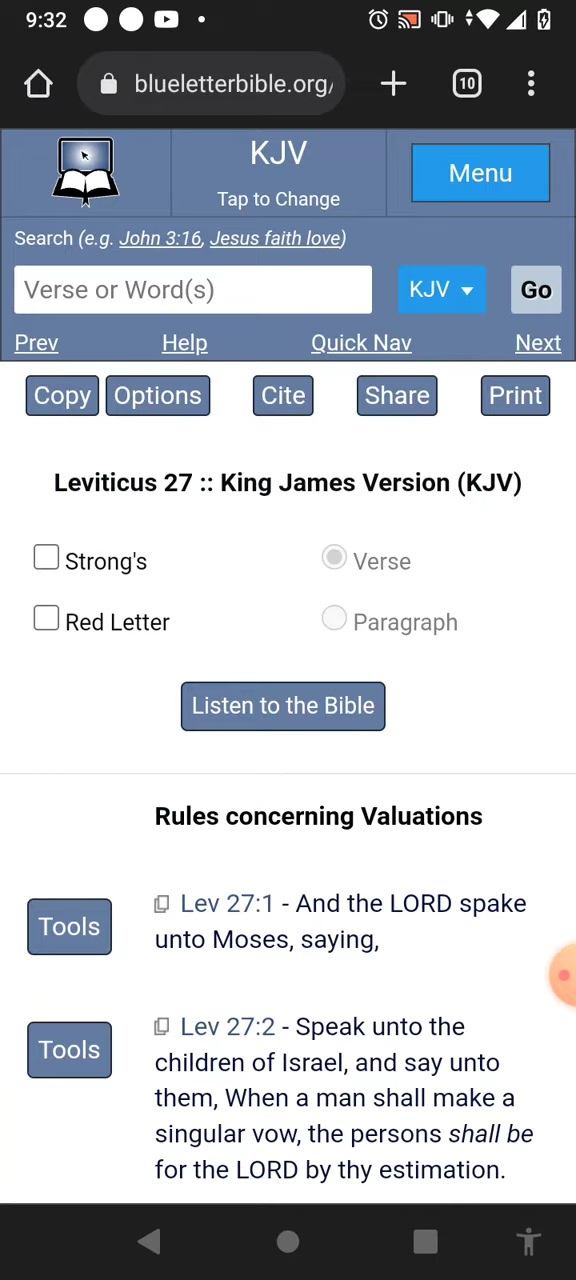 9:32
10
blueletterbible.org/
KJV
Tap to Change
Menu
Search (e.g. John 3:16, Jesus faith love)
Verse or Word(s)
KJV
Go
Prev Help Quick Nav Next
Copy Options Cite Share Print
Leviticus 27 :: King James Version (KJV)
Strong's Verse
Red Letter Paragraph
Listen to the Bible
Rules concerning Valuations
Tools
Lev 27:1 - And the LORD spake
unto Moses, saying,
Tools
Lev 27:2 - Speak unto the
children of Israel, and say unto
them, When a man shall make a
singular vow, the persons shall be
for the LORD by thy estimation.